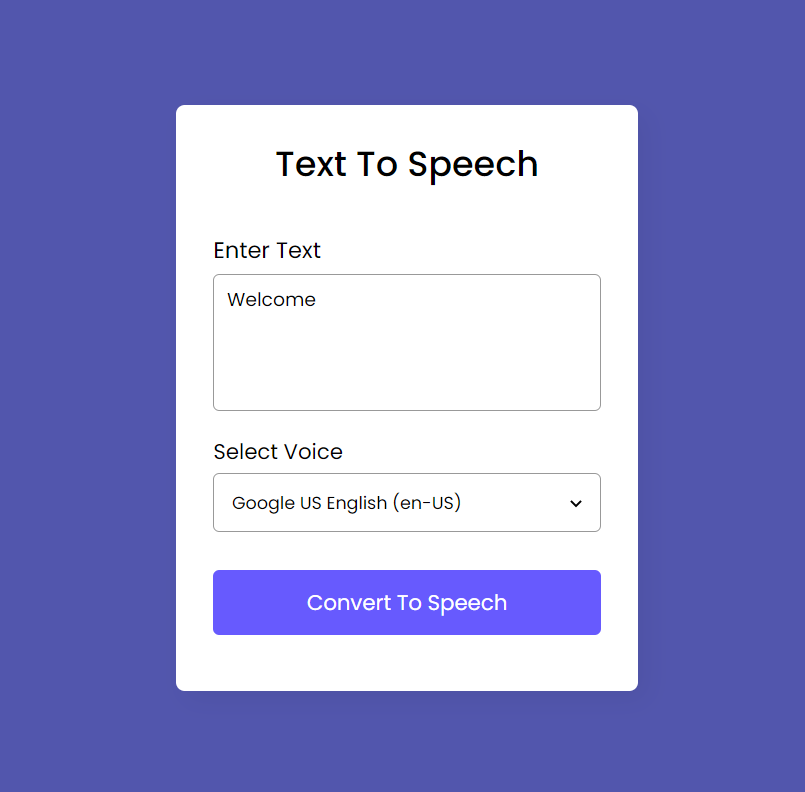 Text To Speech
Enter Text
Welcome
Select Voice
Google US English (en-US)
Convert To Speech